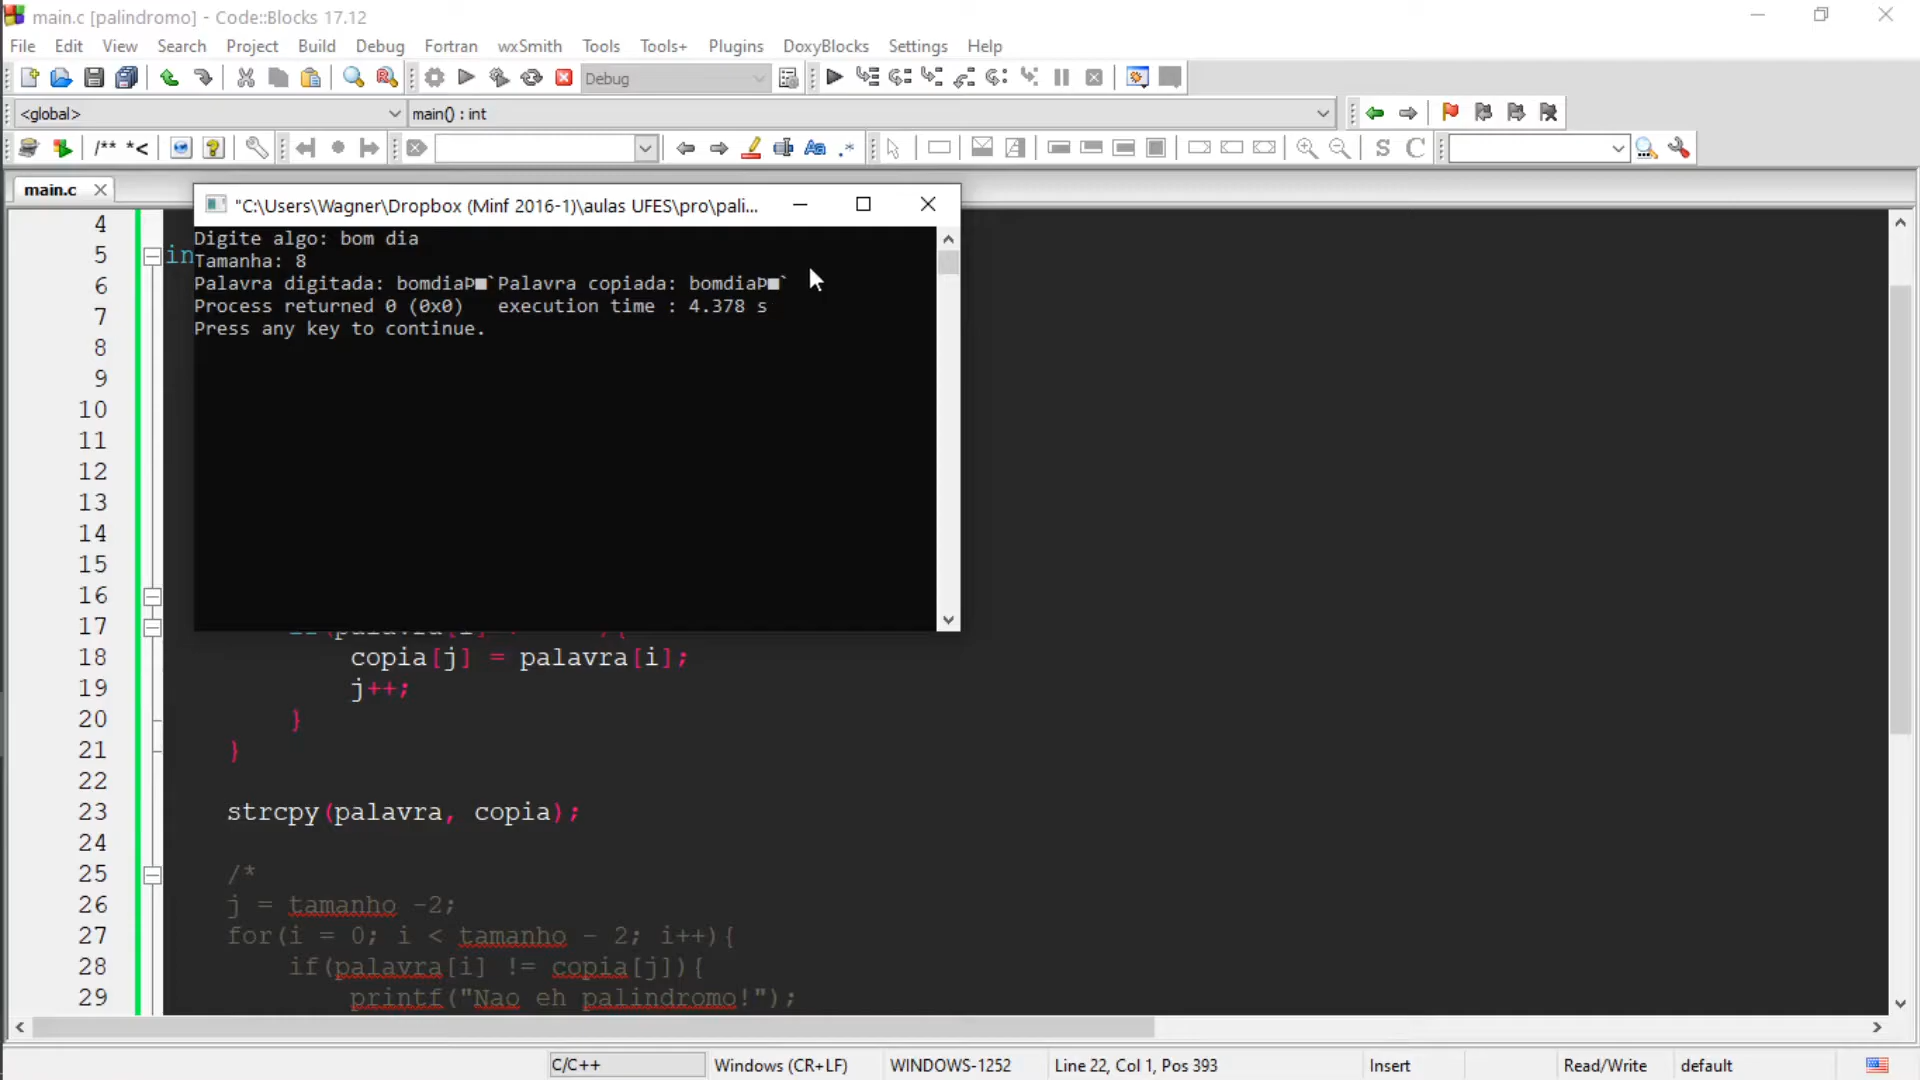 main.c [palindromo] - Code::Blocks 17.12
File Edit View Search Project Build Debug Fortran wxSmith Tools Tools+ Plugins DoxyBlocks Settings Help
Debug
<global> main() : int
/** *<
S C
main.c
"C:\Users\Wagner\Dropbox (Minf 2016-1)\aulas UFES\pro\pali...
Digite algo: bom dia
Tamanha: 8
Palavra digitada: bomdiaÞ■`Palavra copiada: bomdiaÞ■`
Process returned 0 (0x0)   execution time : 4.378 s
Press any key to continue.
4
5 in
6
7
8
9
10
11
12
13
14
15
16
17
18 copia[j] = palavra[i];
19 j++;
20 }
21 }
22
23 strcpy(palavra, copia);
24
25 /*
26 j = tamanho -2;
27 for(i = 0; i < tamanho - 2; i++){
28 if(palavra[i] != copia[j]){
29 printf("Nao eh palindromo!");
C/C++ Windows (CR+LF) WINDOWS-1252 Line 22, Col 1, Pos 393 Insert Read/Write default